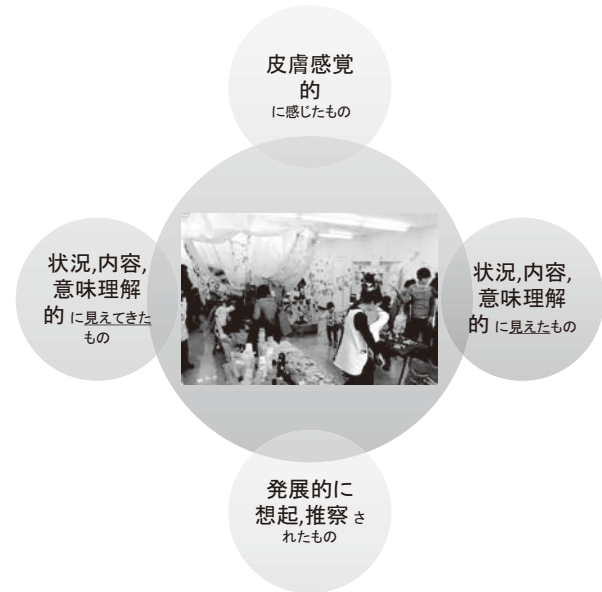 皮膚感覚
的
に感じたもの
状況,内容,
意味理解
的 に見えてきた
もの
状況,内容,
意味理解
的 に見えたもの
発展的に
想起,推察 さ
れたもの